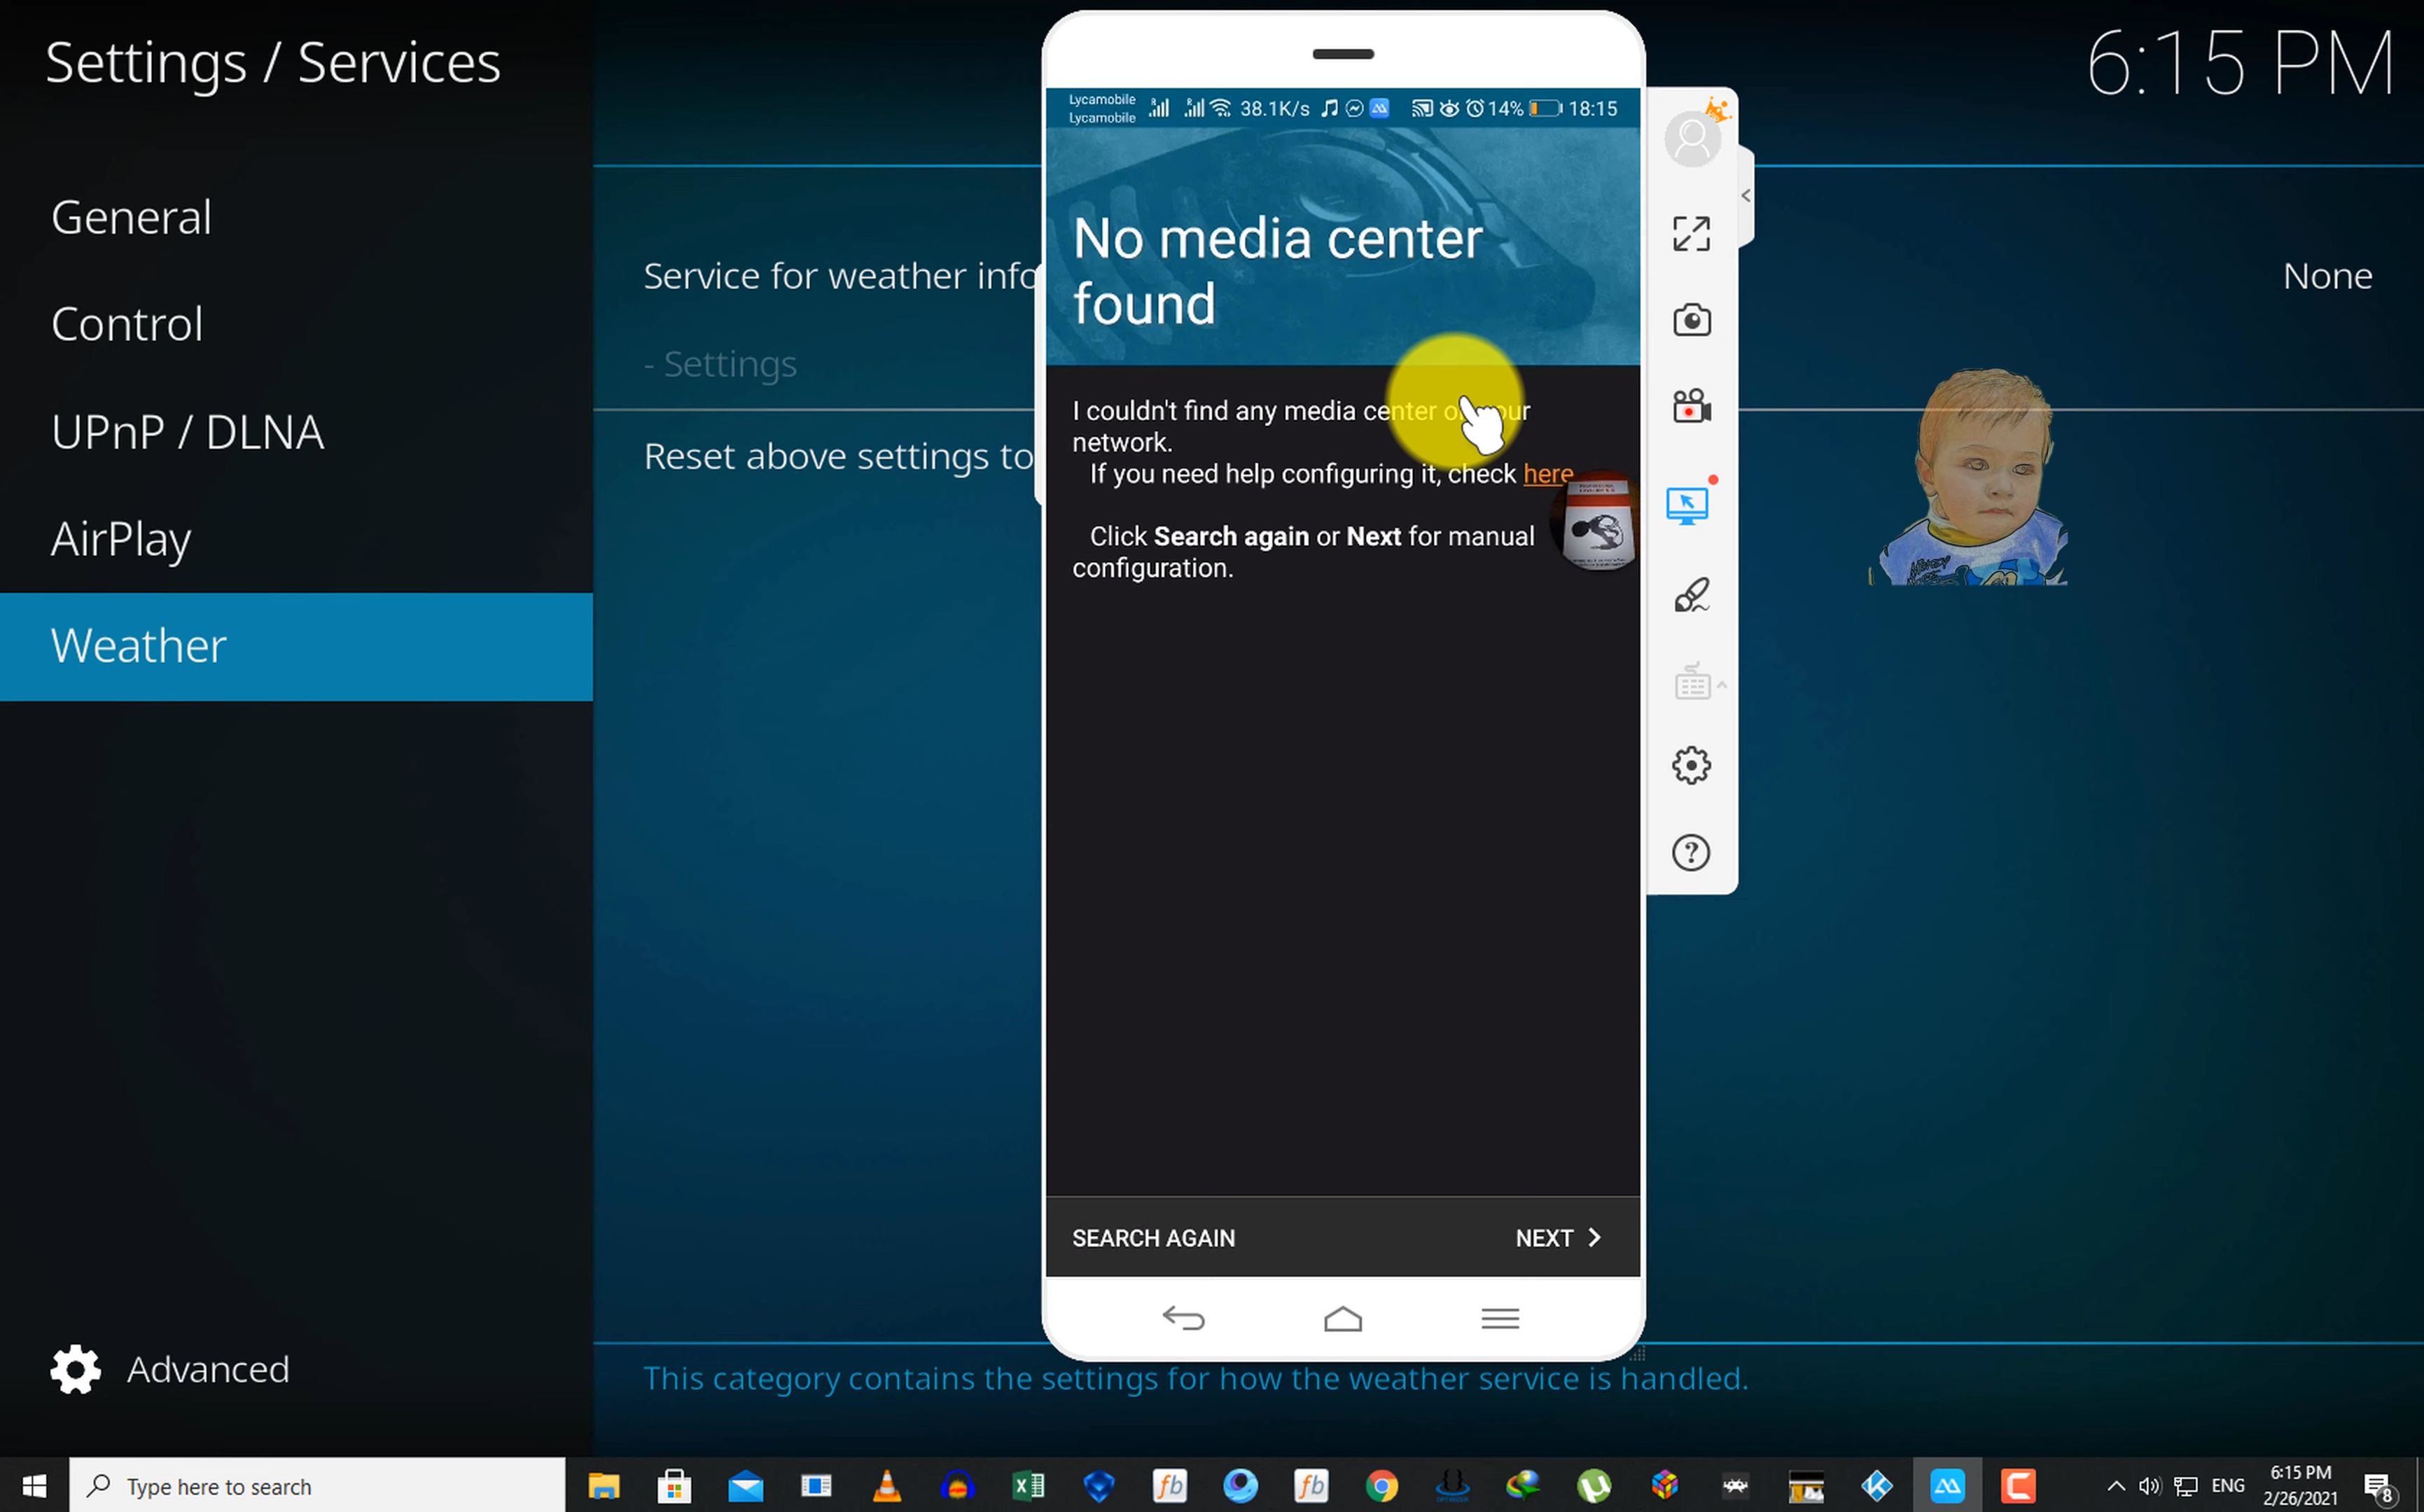 Settings / Services
6:15 PM
General
Control
UPnP / DLNA
AirPlay
Weather
Advanced
Service for weather info
None
- Settings
Reset above settings to
This category contains the settings for how the weather service is handled.
Lycamobile
Lycamobile
38.1K/s
14%
18:15
No media center
found
I couldn't find any media center
network.
If you need help configuring it, check here
Click Search again or Next for manual
configuration.
SEARCH AGAIN
NEXT
Type here to search
ENG
6:15 PM
2/26/2021
8